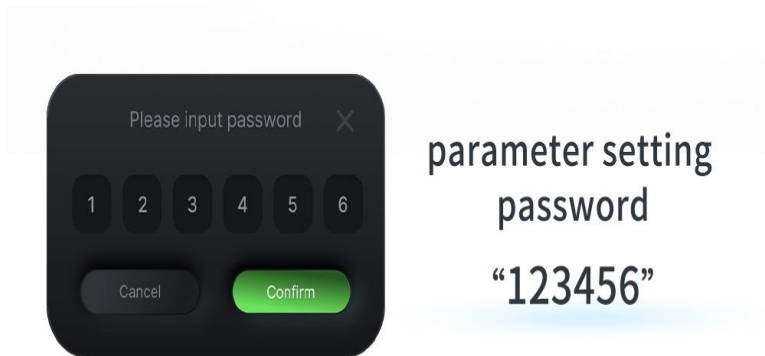 Please input password X
1 2 3 4 5 6
Cancel Confirm
parameter setting
password
“123456”